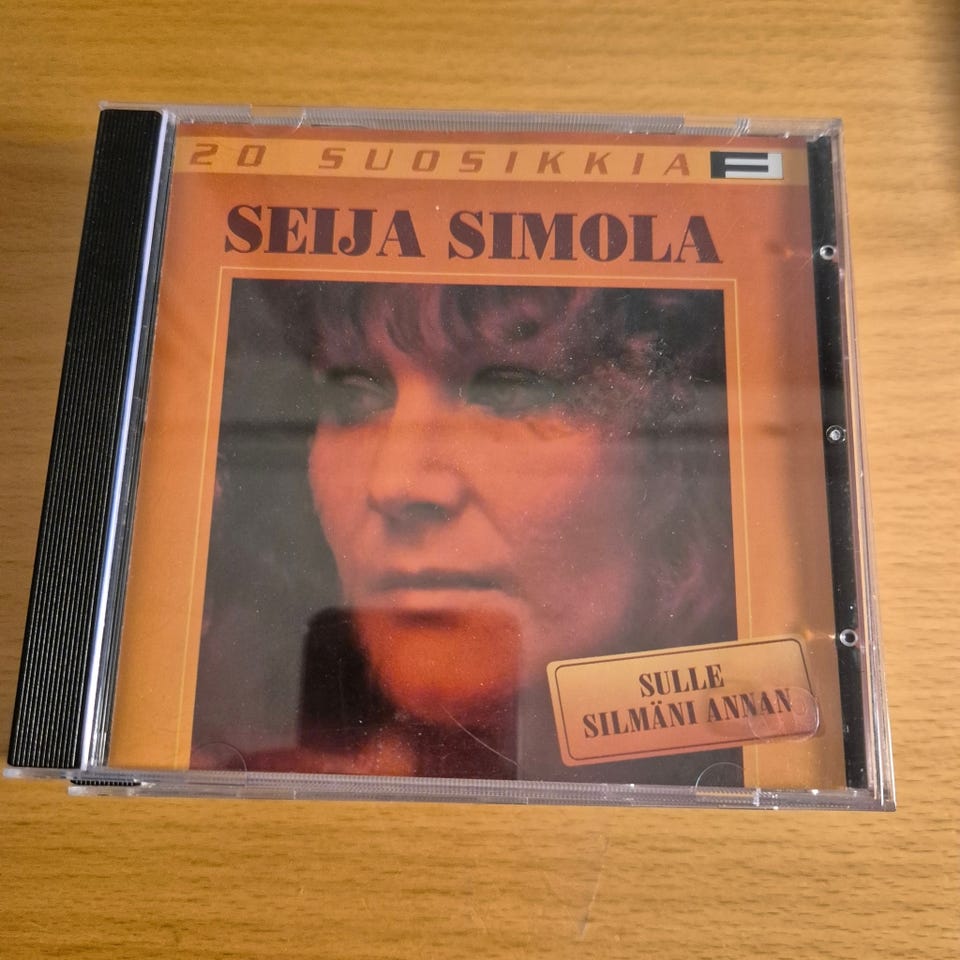 20 SUOSIKKIA
SEIJA SIMOLA
SULLE
SILMÄNI ANNAN